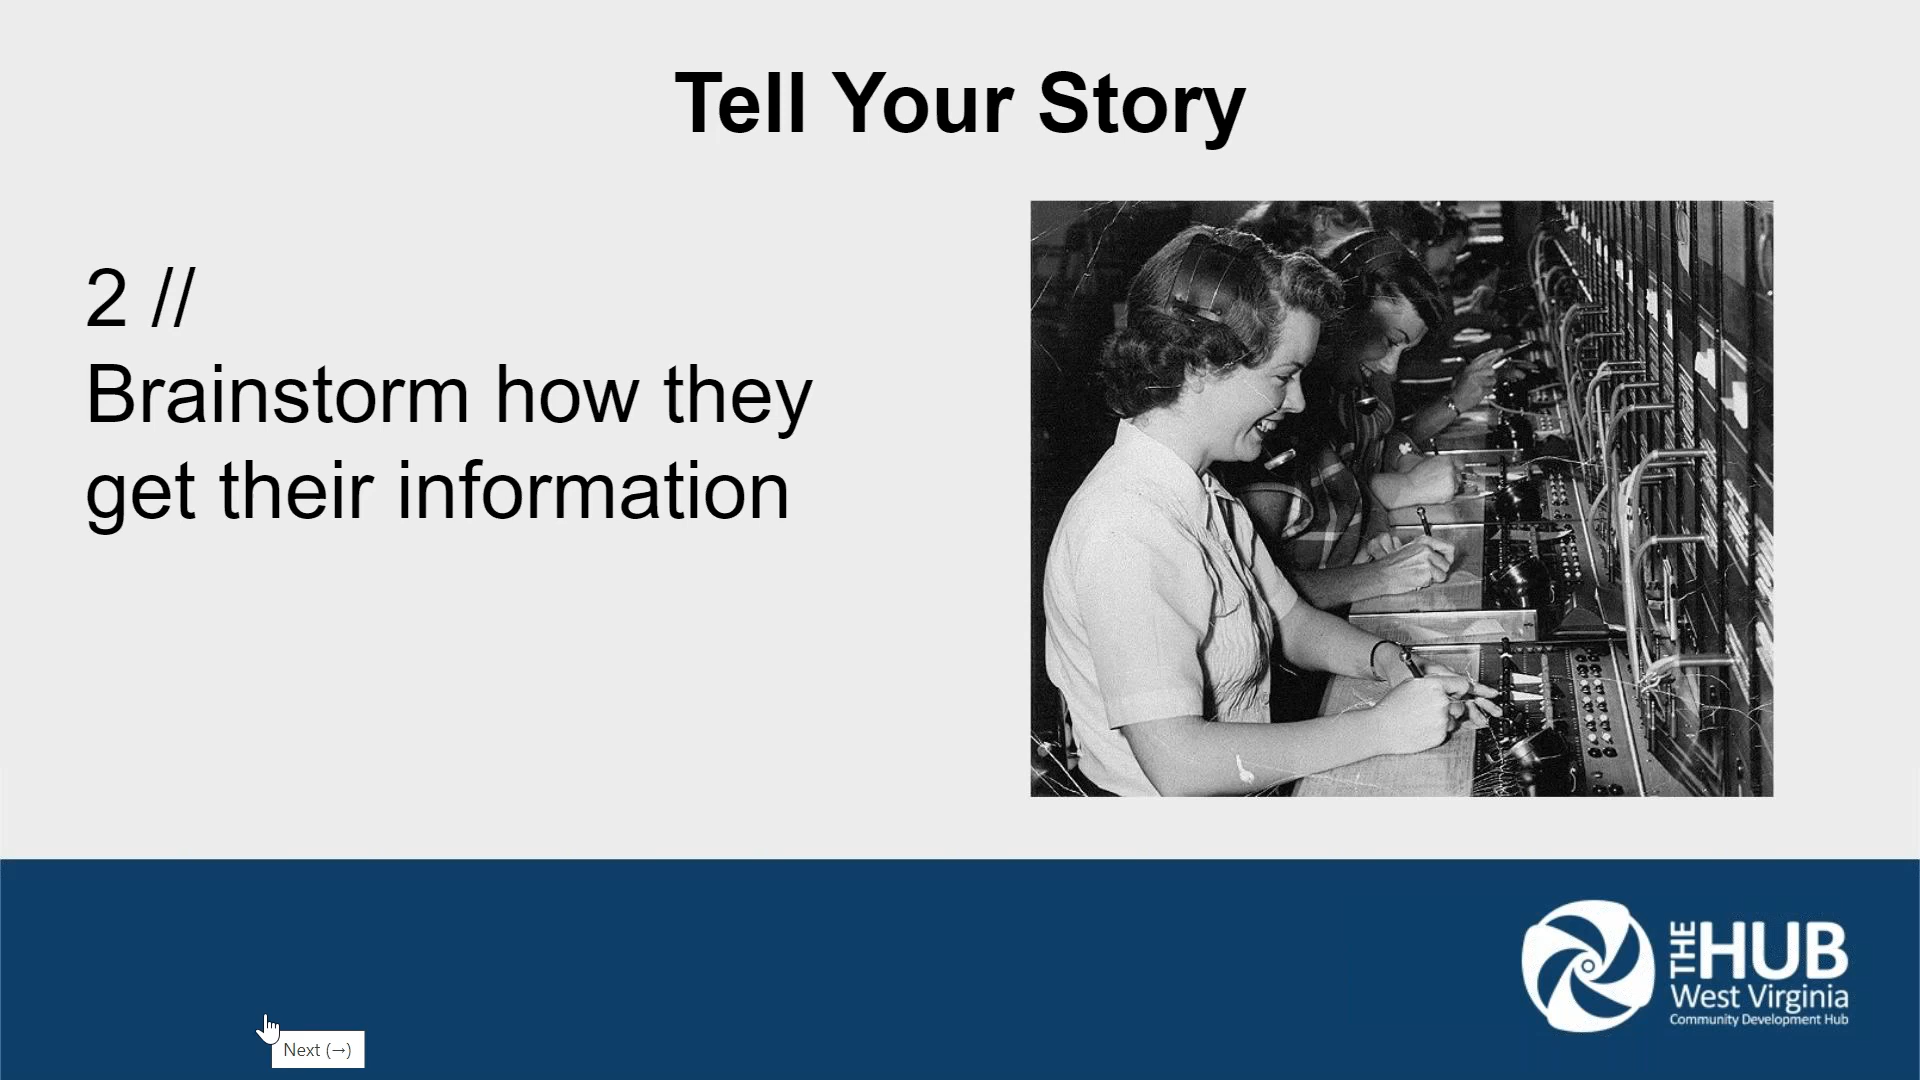 Tell Your Story
2 //
Brainstorm how they
get their information
THE HUB
West Virginia
Community Development Hub
Next (→)